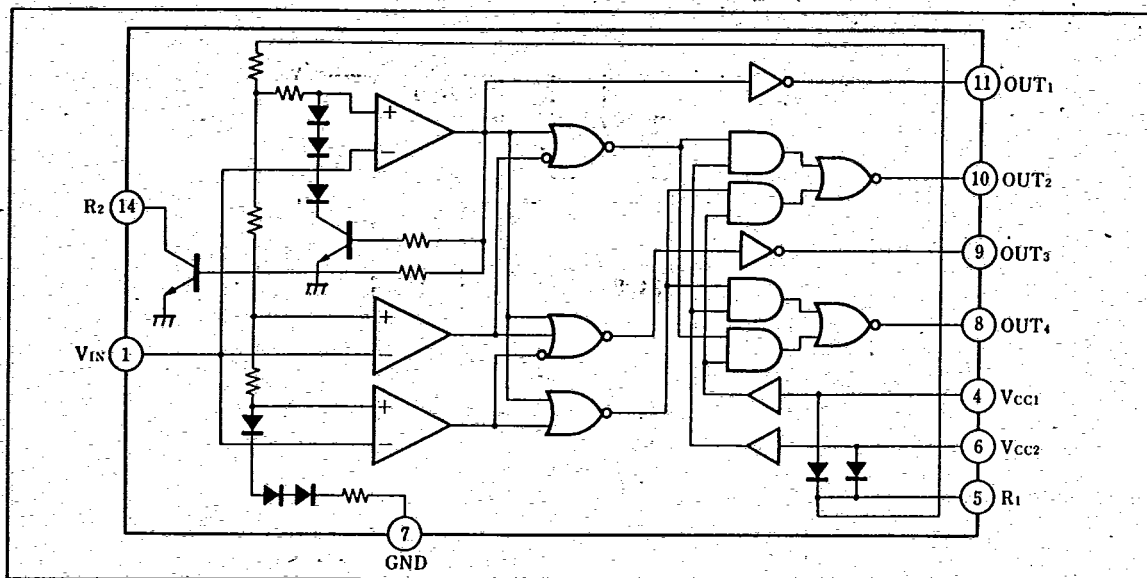 11 OUT1
10 OUT2
R2 14
9 OUT3
8 OUT4
VIN 1
4 VCC1
6 VCC2
5 R1
7
GND
+
−
+
−
+
−